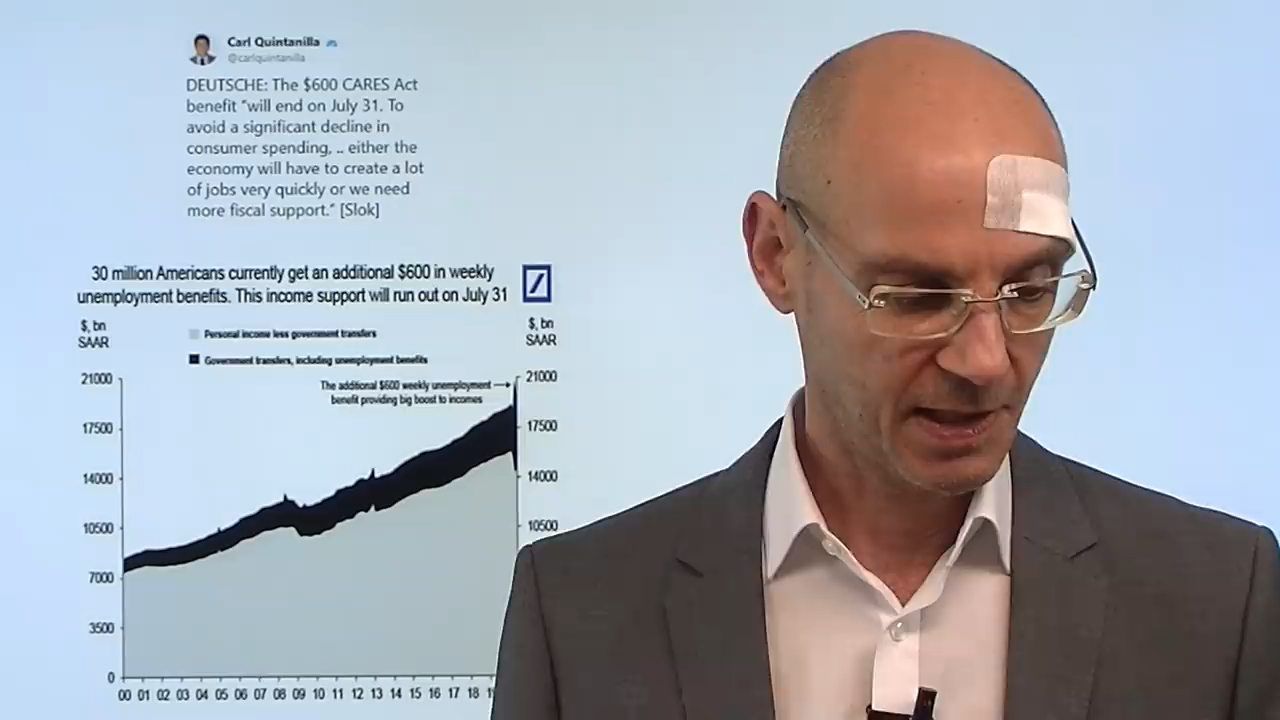 Carl Quintanilla
@carlquintanilla
DEUTSCHE: The $600 CARES Act
benefit "will end on July 31. To
avoid a significant decline in
consumer spending, .. either the
economy will have to create a lot
of jobs very quickly or we need
more fiscal support." [Slok]
30 million Americans currently get an additional $600 in weekly
unemployment benefits. This income support will run out on July 31
$, bn
SAAR
$, bn
SAAR
Personal income less government transfers
Government transfers, including unemployment benefits
The additional $600 weekly unemployment
benefit providing big boost to incomes
21000
17500
14000
10500
7000
3500
0
21000
17500
14000
10500
00 01 02 03 04 05 06 07 08 09 10 11 12 13 14 15 16 17 18